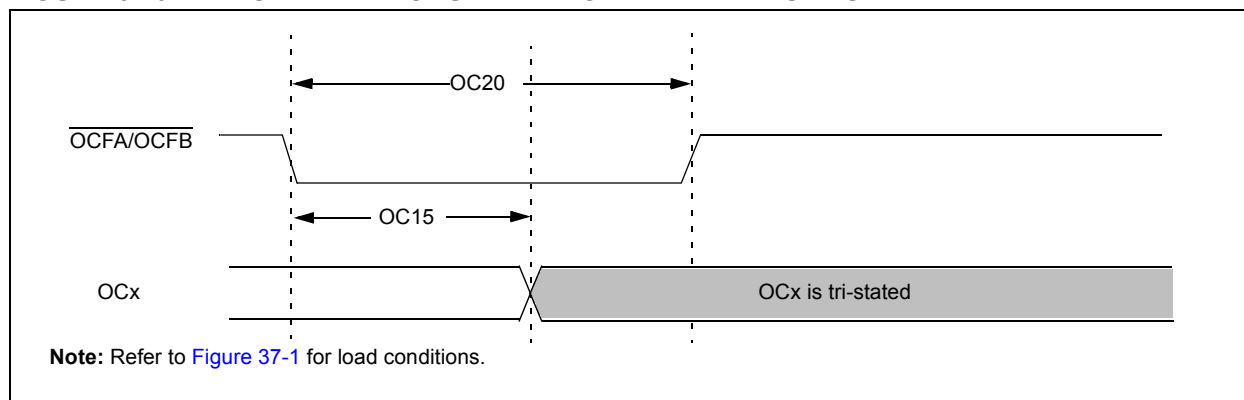 OC20
OCFA/OCFB
OC15
OCx
OCx is tri-stated
Note: Refer to Figure 37-1 for load conditions.